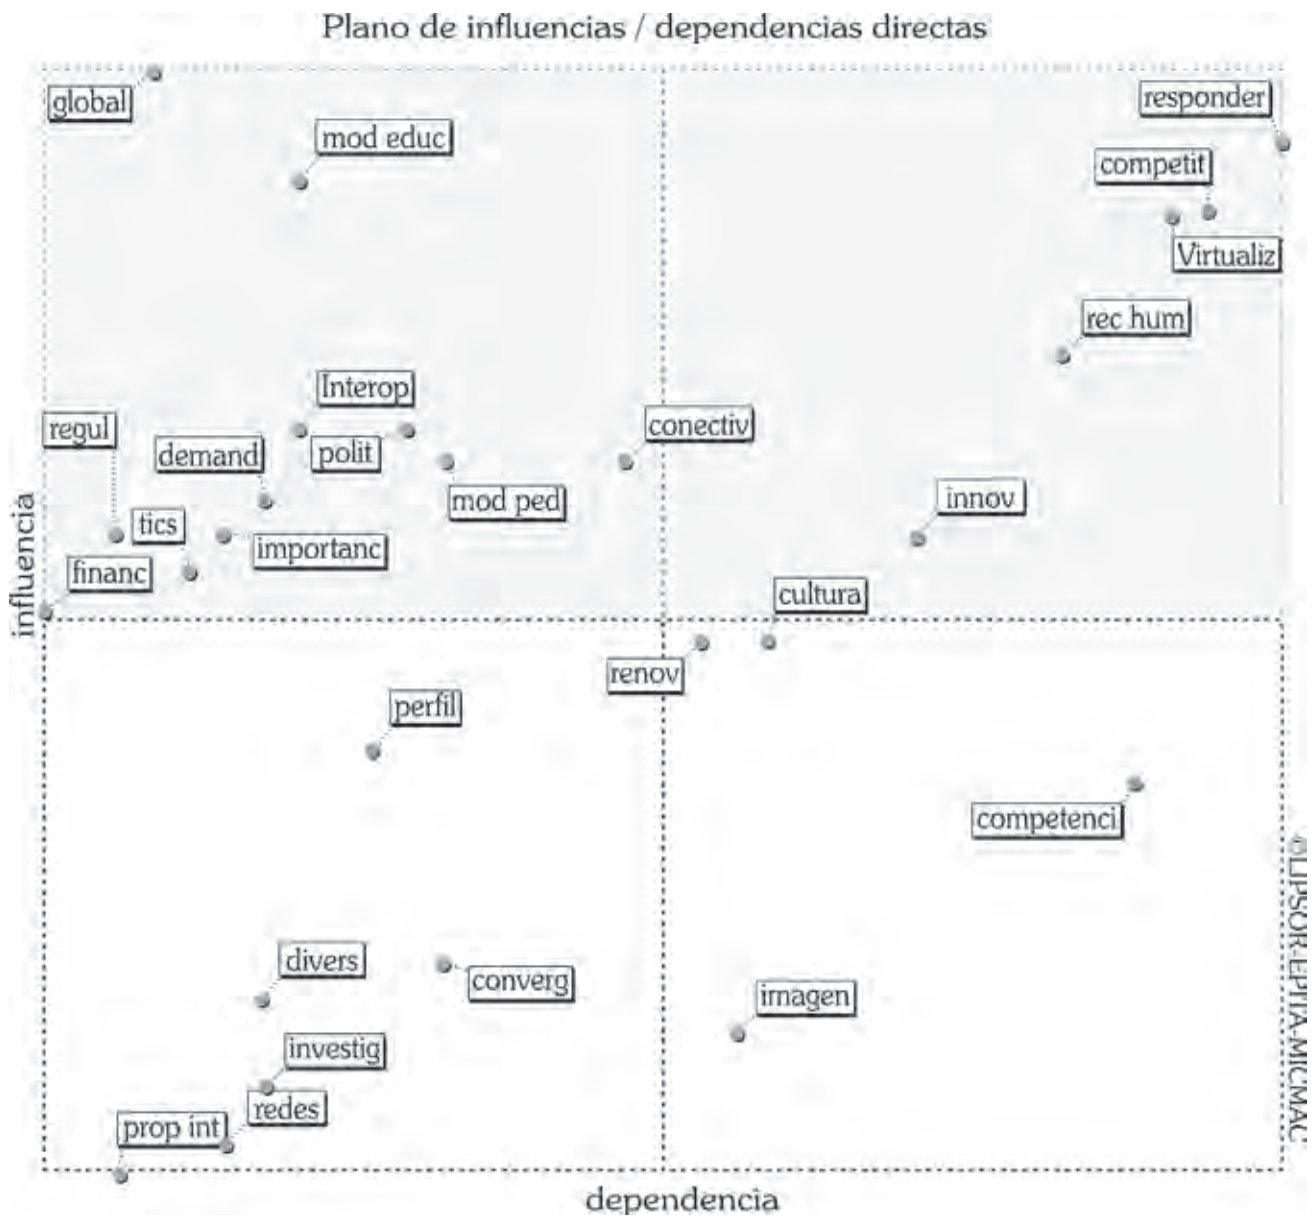 Plano de influencias / dependencias directas
global
responder
mod educ
competit
Virtualiz
rec hum
Interop
regul
conectiv
demand
polit
mod ped
innov
tics
importanc
financ
cultura
influencia
renov
perfil
competenci
©LIPSOR-EPITA-MICMAC
divers
converg
imagen
investig
redes
prop int
dependencia